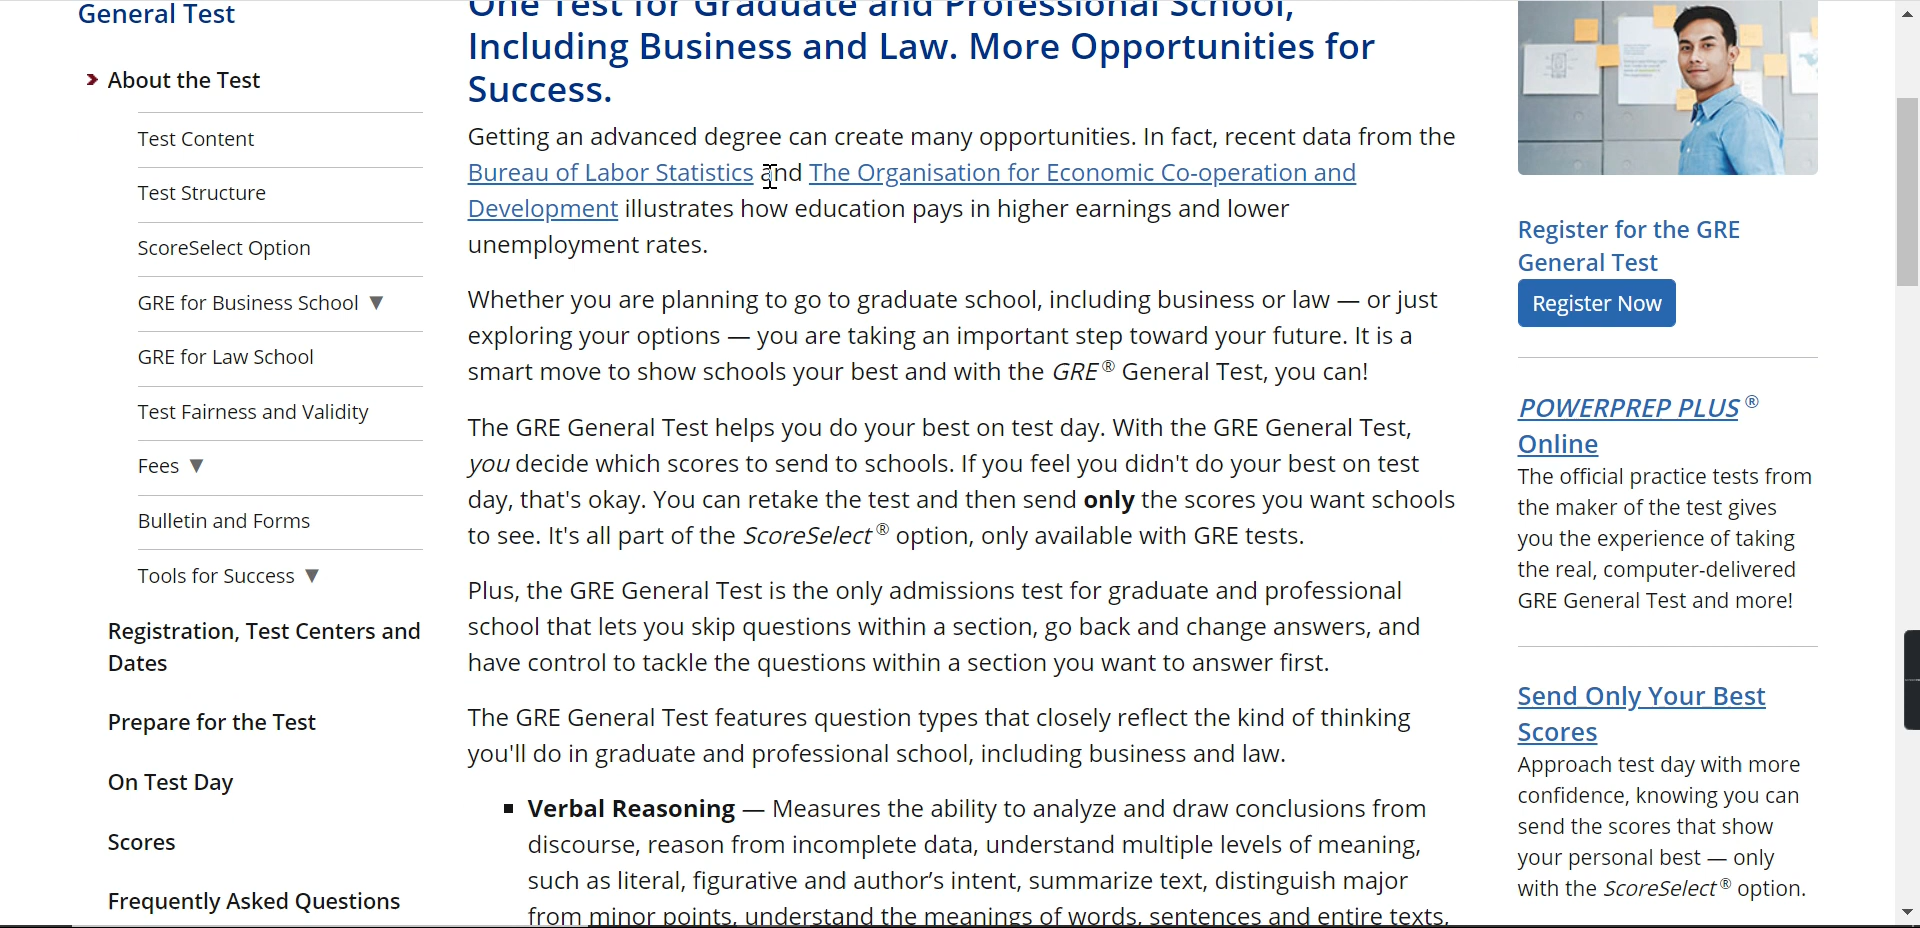 General Test
About the Test
Test Content
Test Structure
ScoreSelect Option
GRE for Business School ▼
GRE for Law School
Test Fairness and Validity
Fees ▼
Bulletin and Forms
Tools for Success ▼
Registration, Test Centers and
Dates
Prepare for the Test
On Test Day
Scores
Frequently Asked Questions
One Test for Graduate and Professional School,
Including Business and Law. More Opportunities for
Success.
Getting an advanced degree can create many opportunities. In fact, recent data from the
Bureau of Labor Statistics and The Organisation for Economic Co-operation and
Development illustrates how education pays in higher earnings and lower
unemployment rates.
Whether you are planning to go to graduate school, including business or law — or just
exploring your options — you are taking an important step toward your future. It is a
smart move to show schools your best and with the GRE® General Test, you can!
The GRE General Test helps you do your best on test day. With the GRE General Test,
you decide which scores to send to schools. If you feel you didn't do your best on test
day, that's okay. You can retake the test and then send only the scores you want schools
to see. It's all part of the ScoreSelect® option, only available with GRE tests.
Plus, the GRE General Test is the only admissions test for graduate and professional
school that lets you skip questions within a section, go back and change answers, and
have control to tackle the questions within a section you want to answer first.
The GRE General Test features question types that closely reflect the kind of thinking
you'll do in graduate and professional school, including business and law.
▪ Verbal Reasoning — Measures the ability to analyze and draw conclusions from
discourse, reason from incomplete data, understand multiple levels of meaning,
such as literal, figurative and author’s intent, summarize text, distinguish major
from minor points, understand the meanings of words, sentences and entire texts,
Register for the GRE
General Test
Register Now
POWERPREP PLUS®
Online
The official practice tests from
the maker of the test gives
you the experience of taking
the real, computer-delivered
GRE General Test and more!
Send Only Your Best
Scores
Approach test day with more
confidence, knowing you can
send the scores that show
your personal best — only
with the ScoreSelect® option.